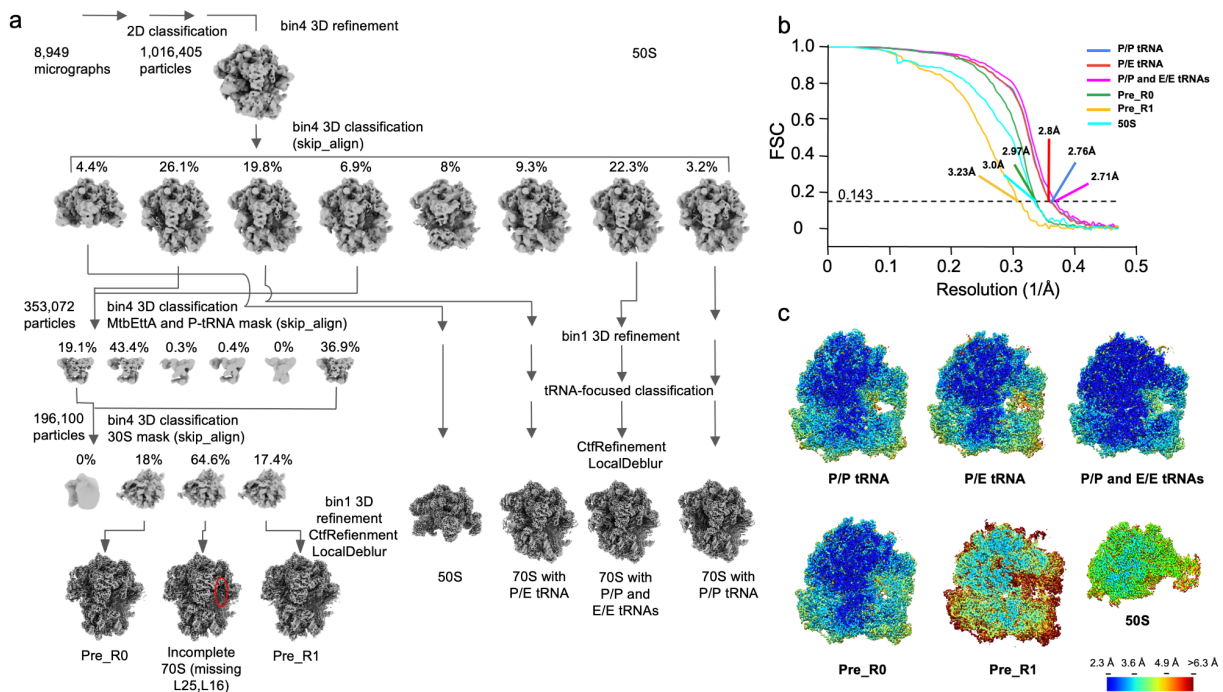 a
8,949
micrographs
2D classification
1,016,405
particles
bin4 3D refinement
50S
bin4 3D classification
(skip_align)
4.4%
26.1%
19.8%
6.9%
8%
9.3%
22.3%
3.2%
353,072
particles
bin4 3D classification
MtbEttA and P-tRNA mask (skip_align)
19.1%
43.4%
0.3%
0.4%
0%
36.9%
196,100
particles
bin4 3D classification
30S mask (skip_align)
0%
18%
64.6%
17.4%
bin1 3D
refinement
CtfRefienment
LocalDeblur
Pre_R0
Incomplete
70S (missing
L25,L16)
Pre_R1
bin1 3D refinement
tRNA-focused classification
CtfRefinement
LocalDeblur
50S
70S with
P/E tRNA
70S with
P/P and
E/E tRNAs
70S with
P/P tRNA
b
FSC
1.0
0.8
0.6
0.4
0.2
0
0
0.1
0.2
0.3
0.4
0.5
Resolution (1/Å)
0.143
3.23Å
3.0Å
2.97Å
2.8Å
2.76Å
2.71Å
P/P tRNA
P/E tRNA
P/P and E/E tRNAs
Pre_R0
Pre_R1
50S
c
P/P tRNA
P/E tRNA
P/P and E/E tRNAs
Pre_R0
Pre_R1
50S
2.3 Å 3.6 Å 4.9 Å >6.3 Å